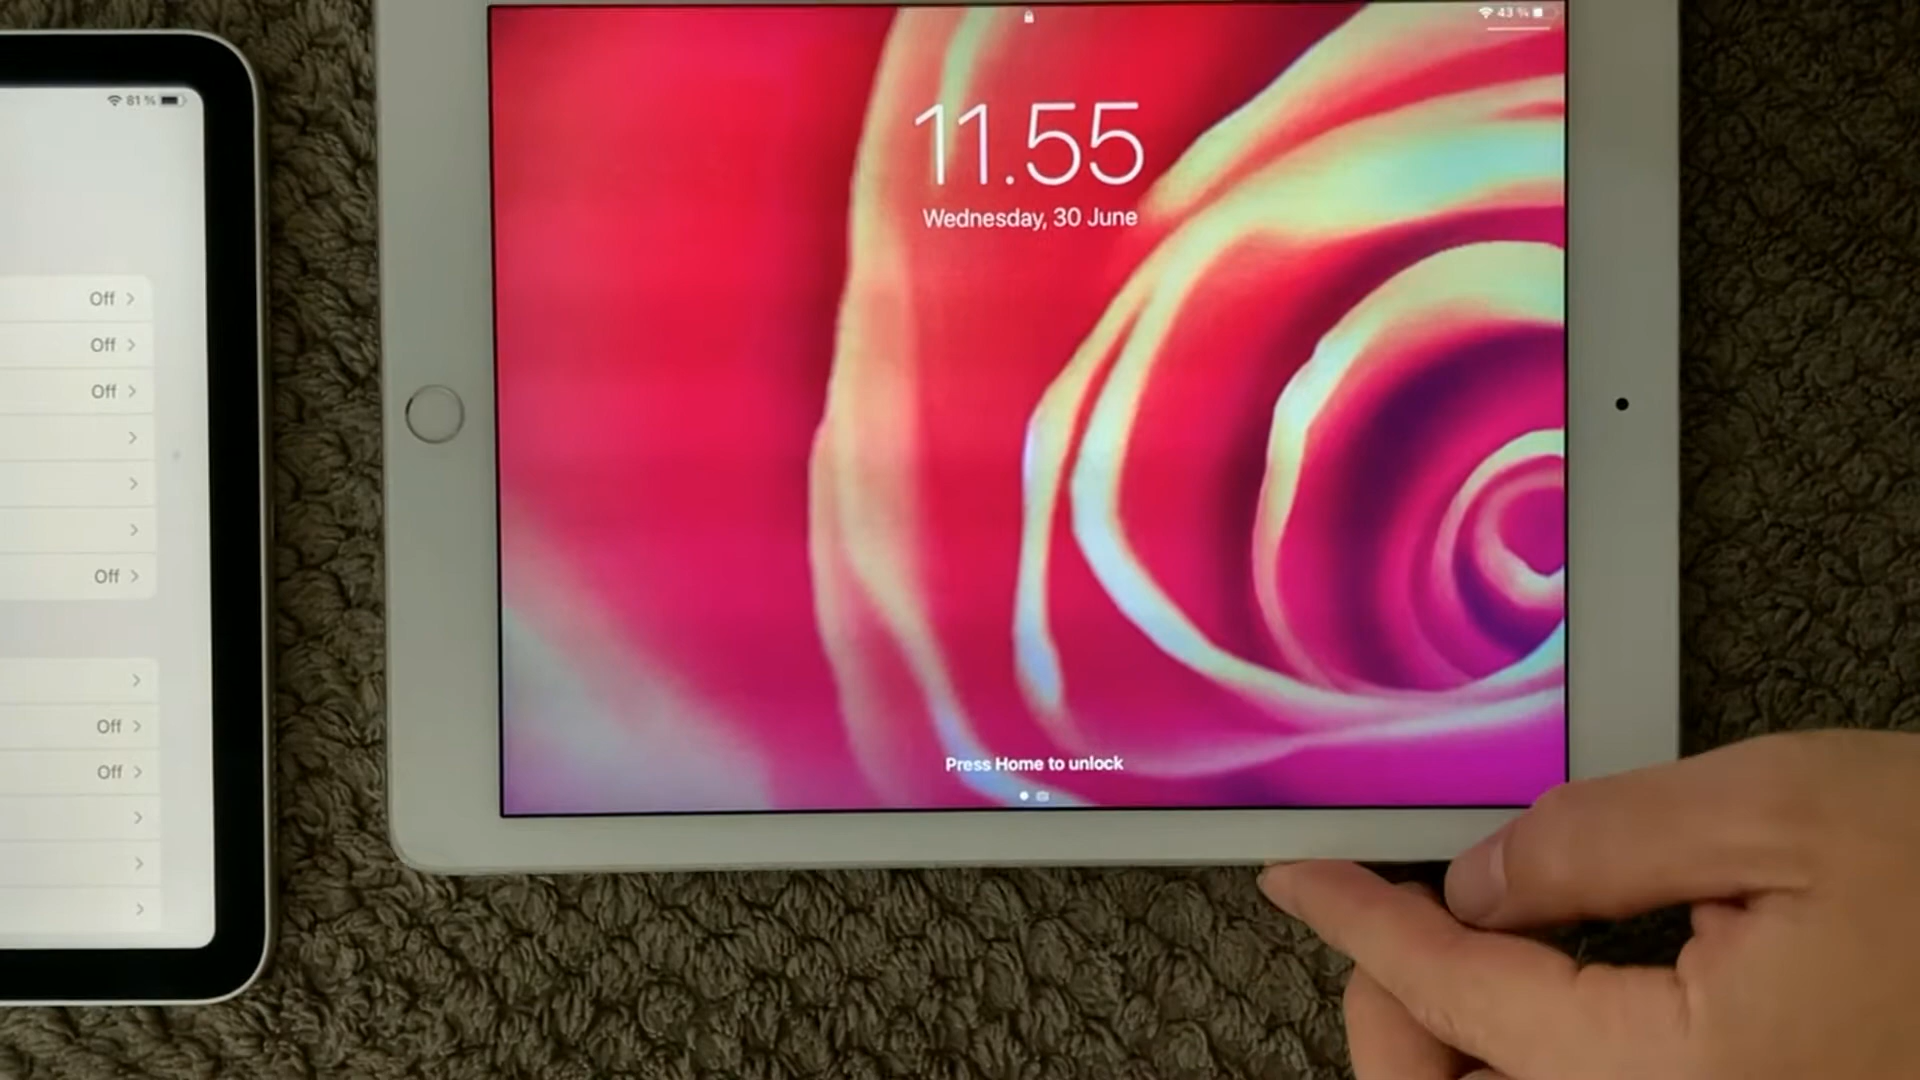 81 %
Off
Off
Off
Off
Off
Off
43 %
11.55
Wednesday, 30 June
Press Home to unlock